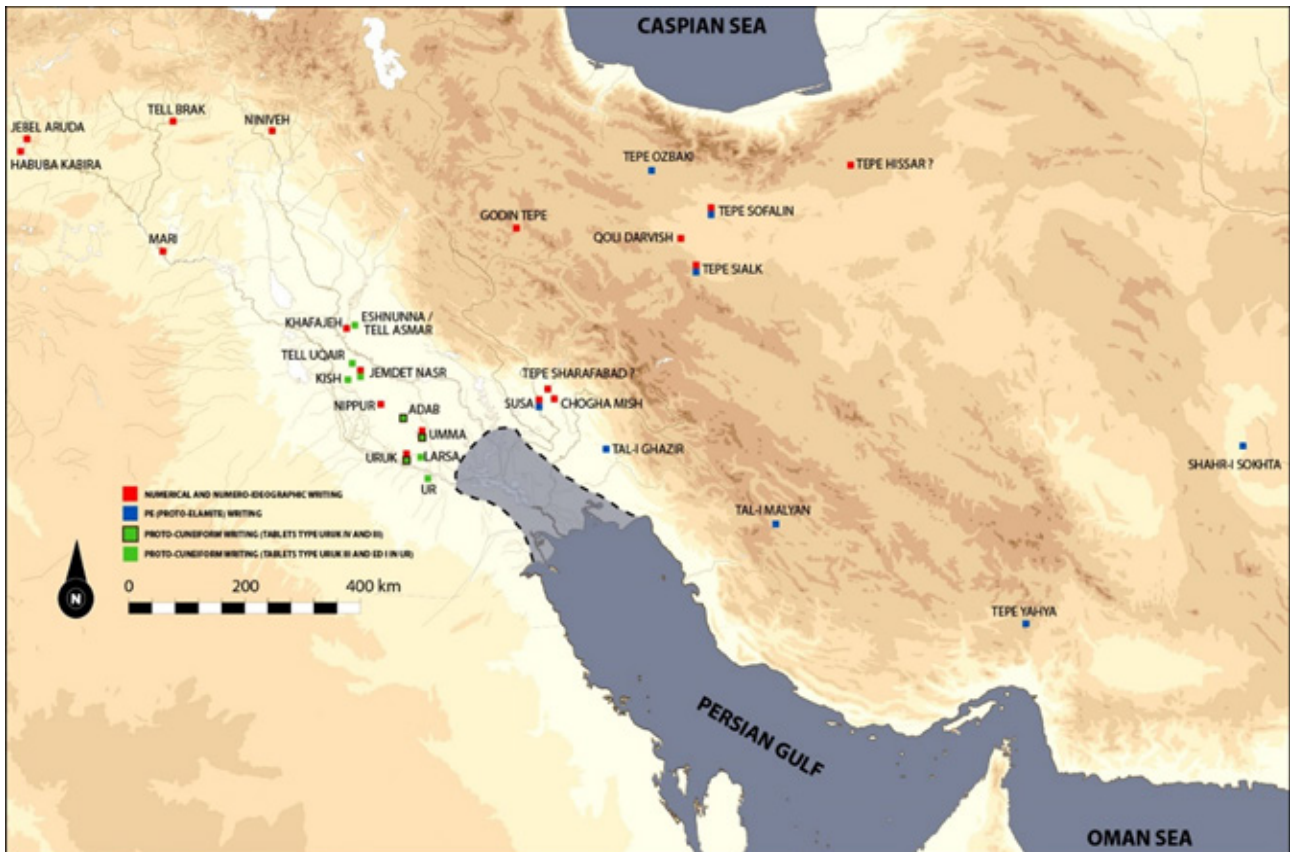 CASPIAN SEA
TELL BRAK
NINIVEH
JEBEL ARUDA
HABUBA KABIRA
TEPE OZBAKI
TEPE HISSAR ?
TEPE SOFALIN
GODIN TEPE
QOLI DARVISH
MARI
TEPE SIALK
KHAFAJEH
ESHNUNNA /
TELL ASMAR
TELL UQAIR
KISH
JEMDET NASR
TEPE SHARAFABAD ?
NIPPUR
ADAB
SUSA
CHOGHA MISH
UMMA
URUK
LARSA
TAL-I GHAZIR
SHAHR-I SOKHTA
UR
NUMERICAL AND NUMERO-IDEOGRAPHIC WRITING
PE (PROTO-ELAMITE) WRITING
PROTO-CUNEIFORM WRITING (TABLETS TYPE URUK IV AND III)
PROTO-CUNEIFORM WRITING (TABLETS TYPE URUK III AND ED I IN UR)
TAL-I MALYAN
0 200 400 km
N
TEPE YAHYA
PERSIAN GULF
OMAN SEA